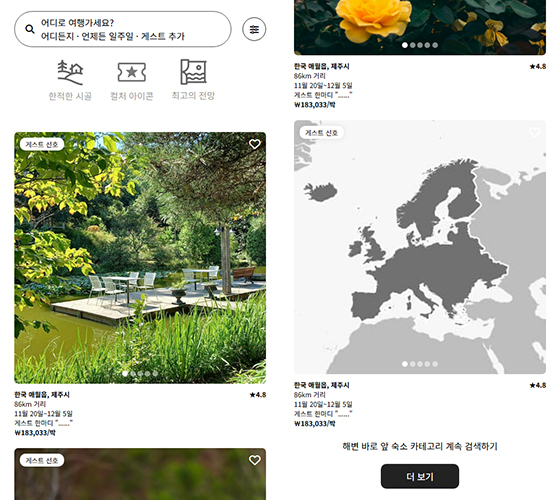 어디로 여행가세요?
어디든지 · 언제든 일주일 · 게스트 추가
한적한 시골
컬처 아이콘
최고의 전망
게스트 선호
한국 애월읍, 제주시
★4.8
86km 거리
11월 20일~12월 5일
게스트 한마디 "......"
₩183,033/박
게스트 선호
한국 애월읍, 제주시
★4.8
86km 거리
11월 20일~12월 5일
게스트 한마디 "......"
₩183,033/박
게스트 선호
한국 애월읍, 제주시
★4.8
86km 거리
11월 20일~12월 5일
게스트 한마디 "......"
₩183,033/박
해변 바로 앞 숙소 카테고리 계속 검색하기
더 보기